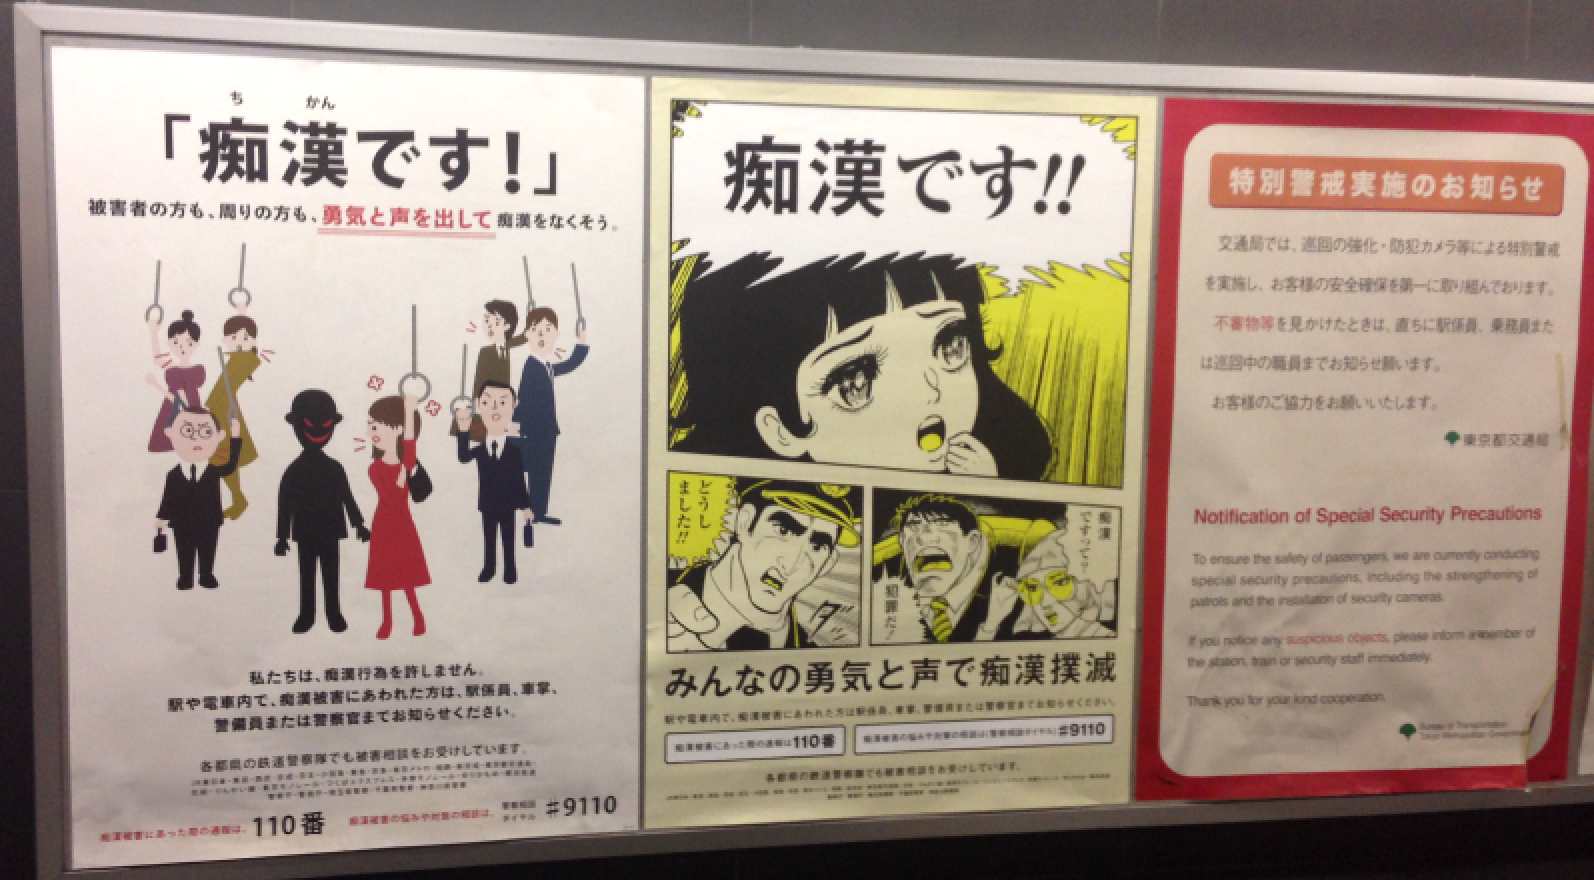 ち かん
「痴漢です!」
被害者の方も、周りの方も、勇気と声を出して 痴漢をなくそう。
私たちは、痴漢行為を許しません。
駅や電車内で、痴漢被害にあわれた方は、駅係員、車掌、
警備員または警察官までお知らせください。
各都県の鉄道警察隊でも被害相談をお受けしています。
痴漢被害にあった際の通報は、110番 痴漢被害の悩みや対策の相談は、警察相談ダイヤル #9110
痴漢です!!
どうし
ました!!
ダッ
痴漢
ですって?
犯罪だ!
みんなの勇気と声で痴漢撲滅
駅や電車内で、痴漢被害にあわれた方は駅係員、車掌、警備員または警察官までお知らせください。
痴漢被害にあった際の通報は110番 痴漢被害の悩みや対策の相談は(警察相談ダイヤル)#9110
各都県の鉄道警察隊でも被害相談をお受けしています。
特別警戒実施のお知らせ
交通局では、巡回の強化・防犯カメラ等による特別警戒
を実施し、お客様の安全確保を第一に取り組んでおります。
不審物等を見かけたときは、直ちに駅係員、乗務員また
は巡回中の職員までお知らせ願います。
お客様のご協力をお願いいたします。
東京都交通局
Notification of Special Security Precautions
To ensure the safety of passengers, we are currently conducting
special security precautions, including the strengthening of
patrols and the installation of security cameras.
If you notice any suspicious objects, please inform a member of
the station, train or security staff immediately.
Thank you for your kind cooperation.
Bureau of Transportation
Tokyo Metropolitan Government